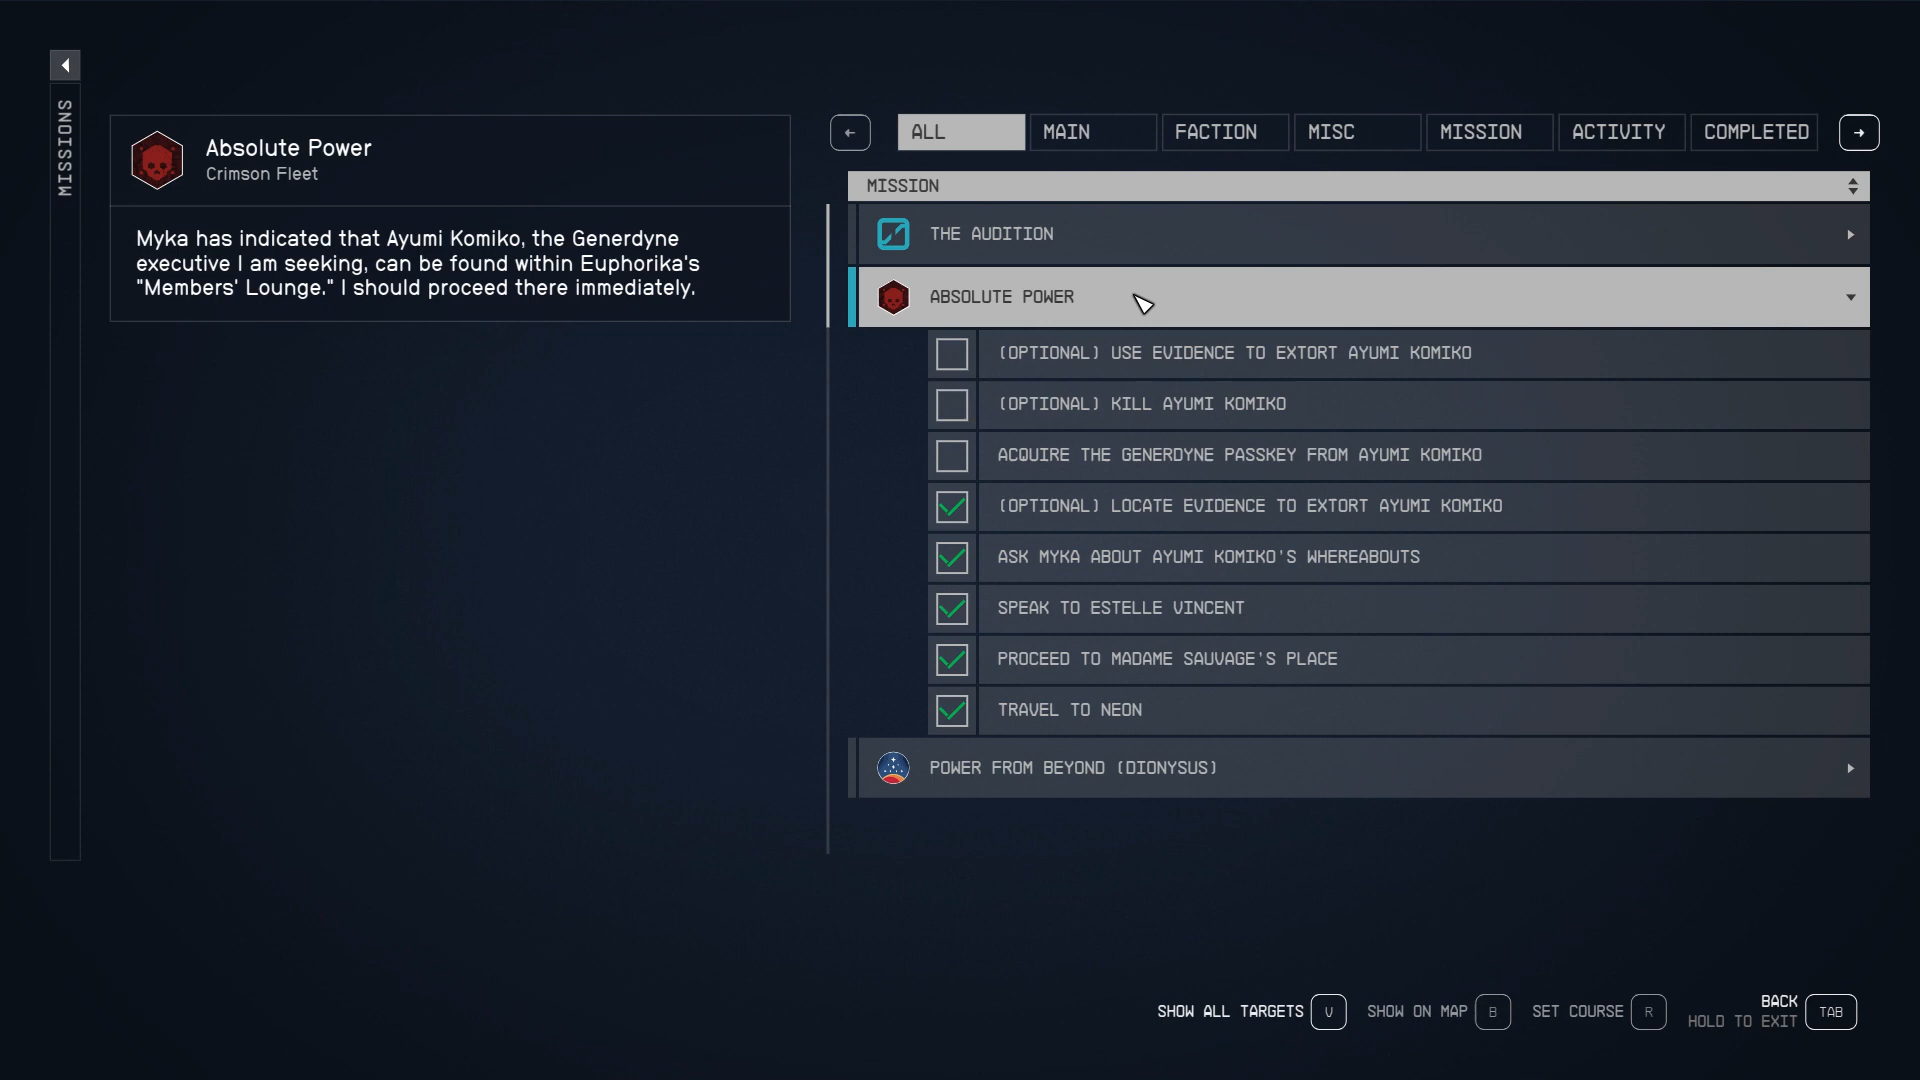 MISSIONS
Absolute Power
Crimson Fleet
Myka has indicated that Ayumi Komiko, the Generdyne
executive I am seeking, can be found within Euphorika's
"Members' Lounge." I should proceed there immediately.
ALL
MAIN
FACTION
MISC
MISSION
ACTIVITY
COMPLETED
MISSION
THE AUDITION
ABSOLUTE POWER
(OPTIONAL) USE EVIDENCE TO EXTORT AYUMI KOMIKO
(OPTIONAL) KILL AYUMI KOMIKO
ACQUIRE THE GENERDYNE PASSKEY FROM AYUMI KOMIKO
(OPTIONAL) LOCATE EVIDENCE TO EXTORT AYUMI KOMIKO
ASK MYKA ABOUT AYUMI KOMIKO'S WHEREABOUTS
SPEAK TO ESTELLE VINCENT
PROCEED TO MADAME SAUVAGE'S PLACE
TRAVEL TO NEON
POWER FROM BEYOND (DIONYSUS)
SHOW ALL TARGETS V
SHOW ON MAP B
SET COURSE R
BACK
HOLD TO EXIT
TAB